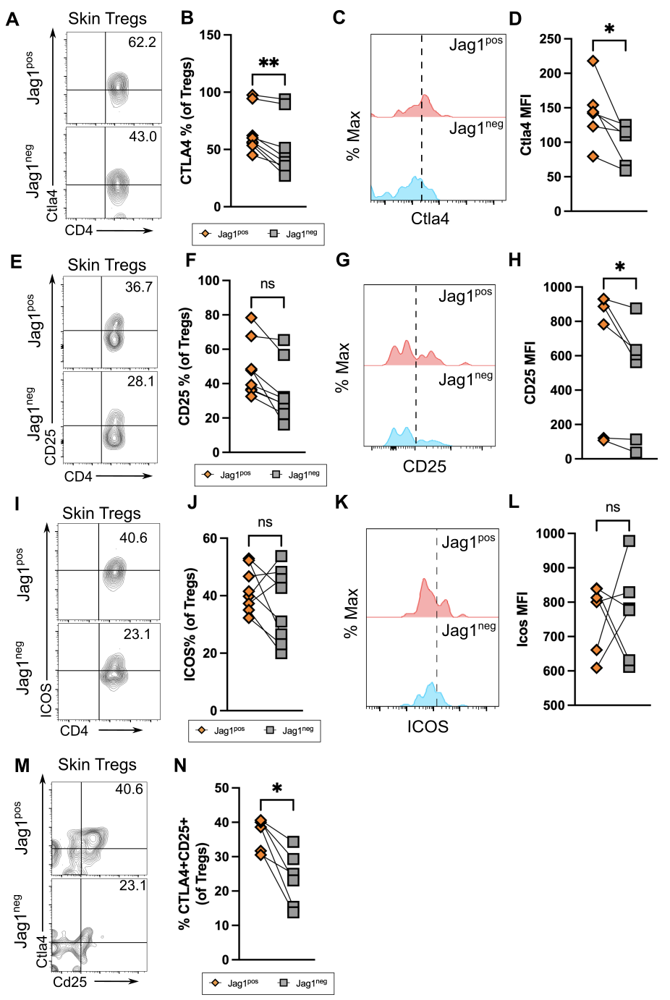 A
Skin Tregs
Jag1pos
62.2
Jag1neg
43.0
Ctla4
CD4
B
CTLA4 % (of Tregs)
150
100
50
0
**
Jag1pos
Jag1neg
C
% Max
Jag1pos
Jag1neg
Ctla4
D
Ctla4 MFI
250
200
150
100
50
0
*
E
Skin Tregs
Jag1pos
36.7
Jag1neg
28.1
CD25
CD4
F
CD25 % (of Tregs)
100
80
60
40
20
0
ns
Jag1pos
Jag1neg
G
% Max
Jag1pos
Jag1neg
CD25
H
CD25 MFI
1000
800
600
400
200
0
*
I
Skin Tregs
Jag1pos
40.6
Jag1neg
23.1
ICOS
CD4
J
ICOS% (of Tregs)
60
40
20
0
ns
Jag1pos
Jag1neg
K
% Max
Jag1pos
Jag1neg
ICOS
L
Icos MFI
1000
900
800
700
600
500
ns
M
Skin Tregs
Jag1pos
40.6
Jag1neg
23.1
Ctla4
Cd25
N
% CTLA4+CD25+
(of Tregs)
50
40
30
20
10
0
*
Jag1pos
Jag1neg